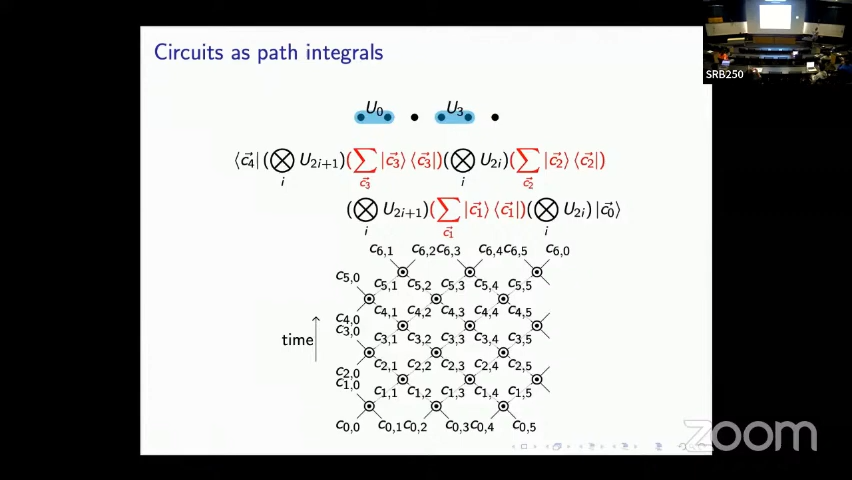 Circuits as path integrals
SRB250
U₀ U₃
⟨c⃗₄| (⊗ᵢ U₂ᵢ₊₁)(∑_c⃗₃ |c⃗₃⟩ ⟨c⃗₃|)(⊗ᵢ U₂ᵢ)(∑_c⃗₂ |c⃗₂⟩ ⟨c⃗₂|)
(⊗ᵢ U₂ᵢ₊₁)(∑_c⃗₁ |c⃗₁⟩ ⟨c⃗₁|)(⊗ᵢ U₂ᵢ) |c⃗₀⟩
c6,1 c6,2 c6,3 c6,4 c6,5 c6,0
c5,0
c5,1 c5,2 c5,3 c5,4 c5,5
c4,1 c4,2 c4,3 c4,4 c4,5
c4,0
c3,0
time
c3,1 c3,2 c3,3 c3,4 c3,5
c2,1 c2,2 c2,3 c2,4 c2,5
c2,0
c1,0
c1,1 c1,2 c1,3 c1,4 c1,5
c0,0 c0,1 c0,2 c0,3 c0,4 c0,5
zoom